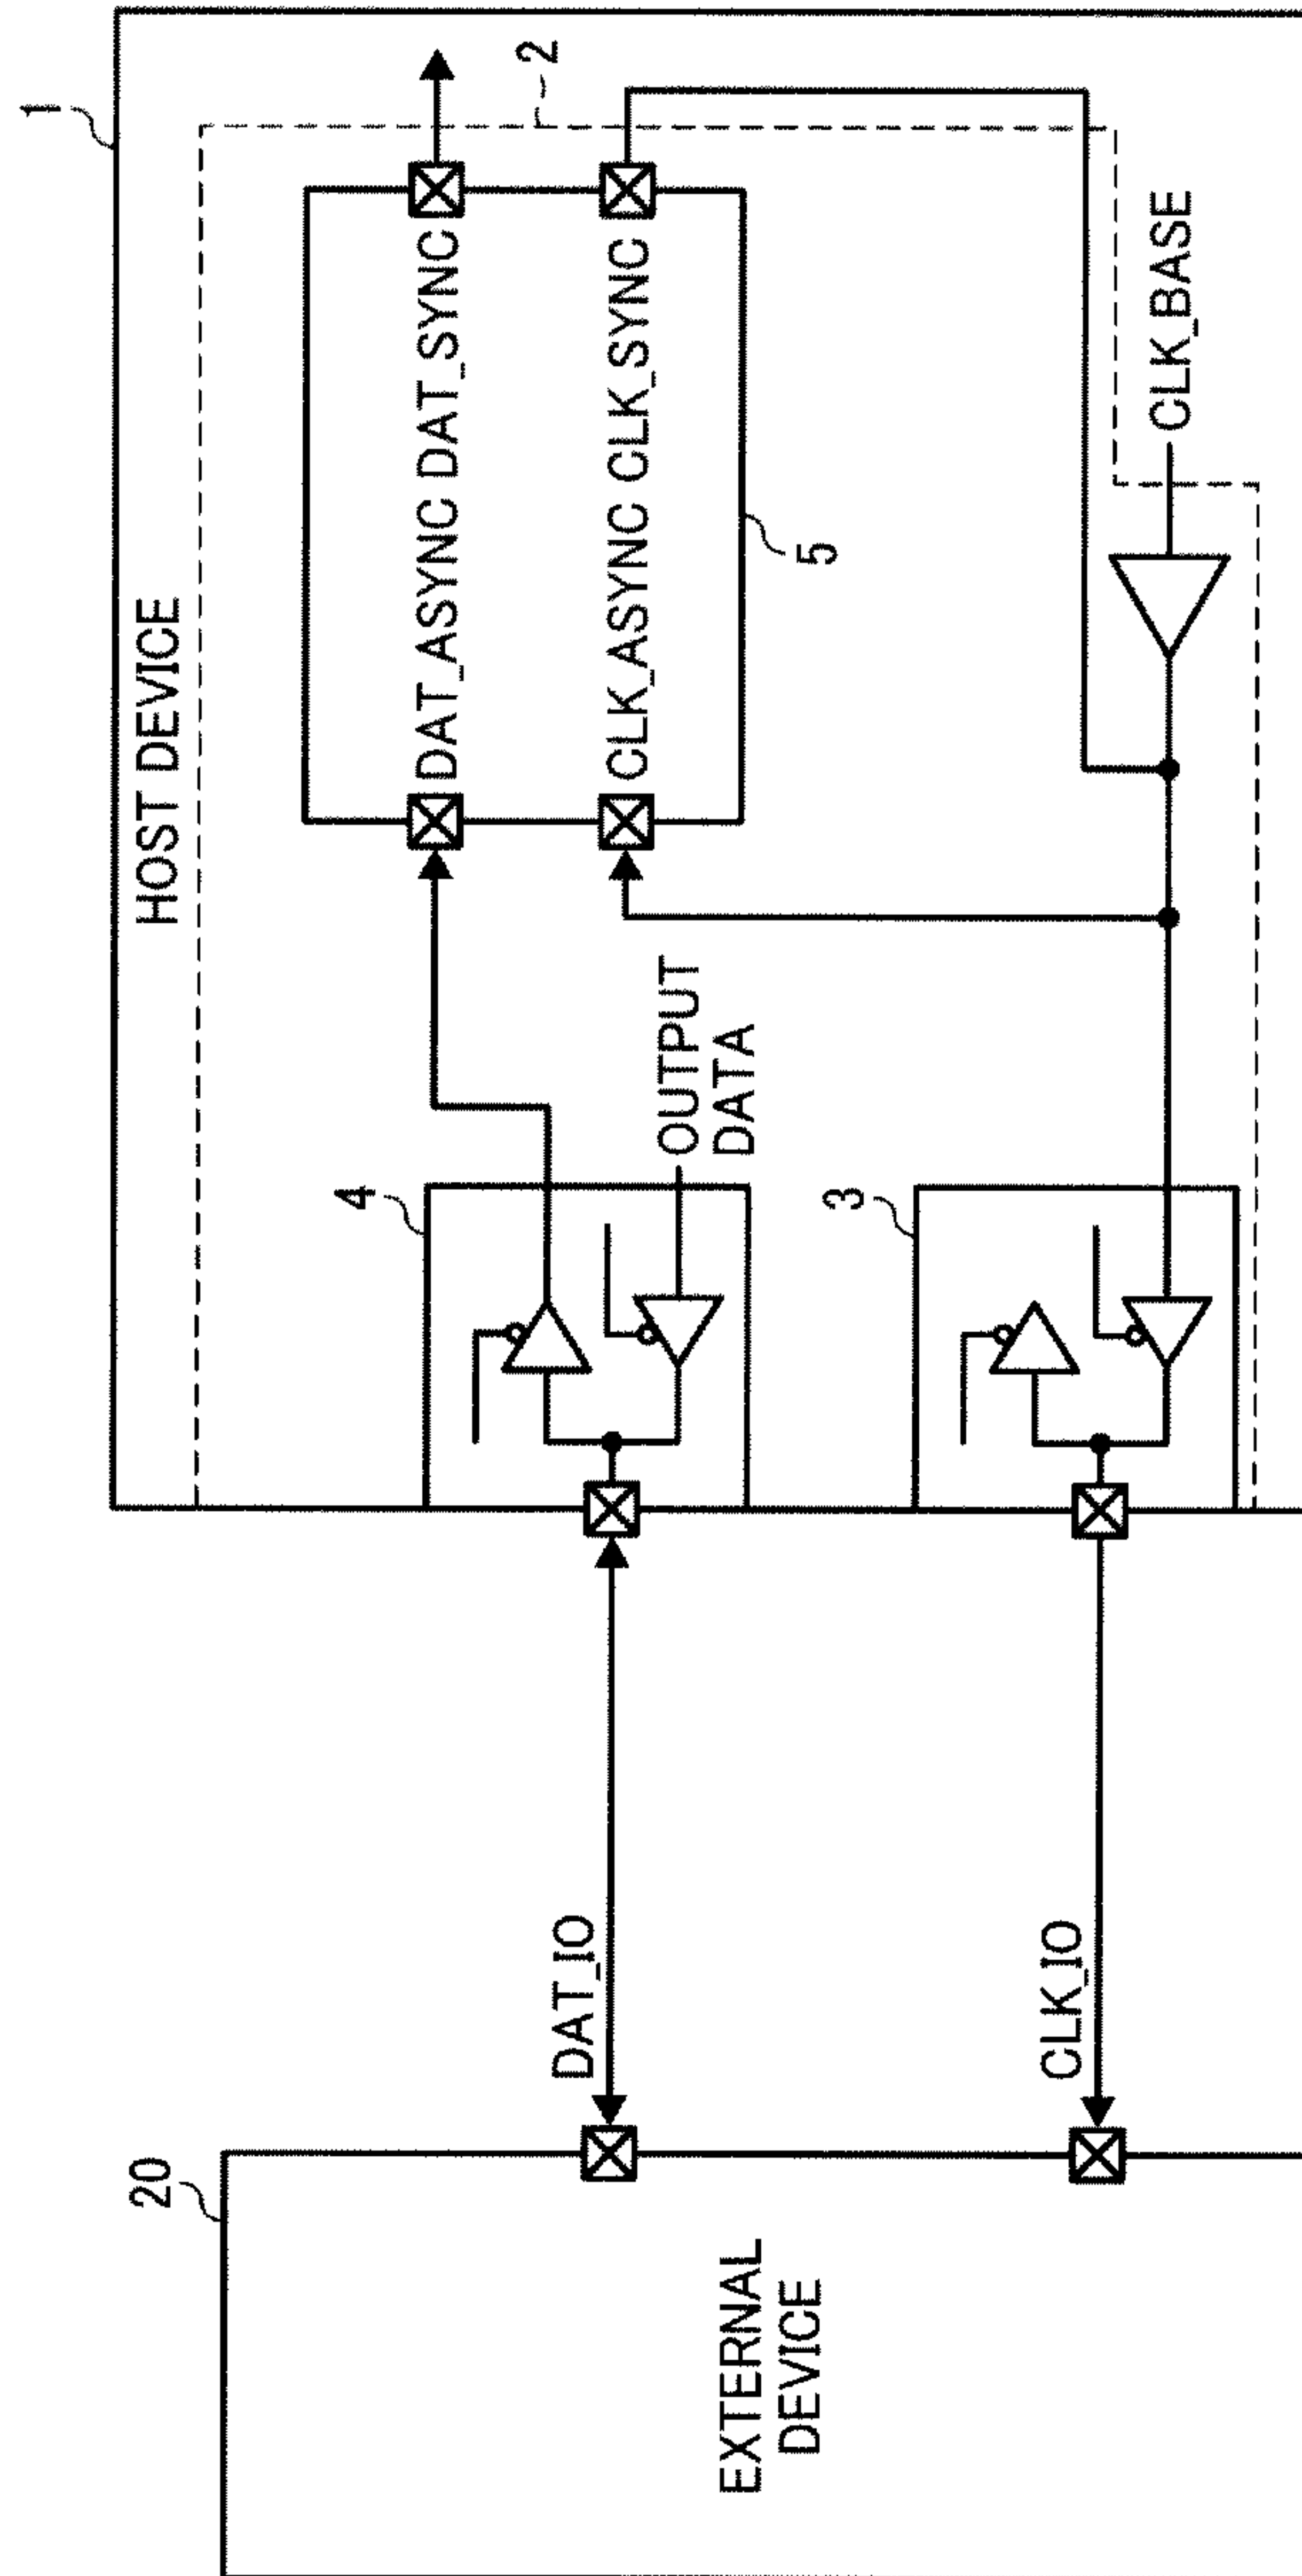 1
HOST DEVICE
2
DAT_ASYNC DAT_SYNC
CLK_ASYNC CLK_SYNC
5
CLK_BASE
4
OUTPUT
DATA
3
DAT_IO
CLK_IO
20
EXTERNAL
DEVICE